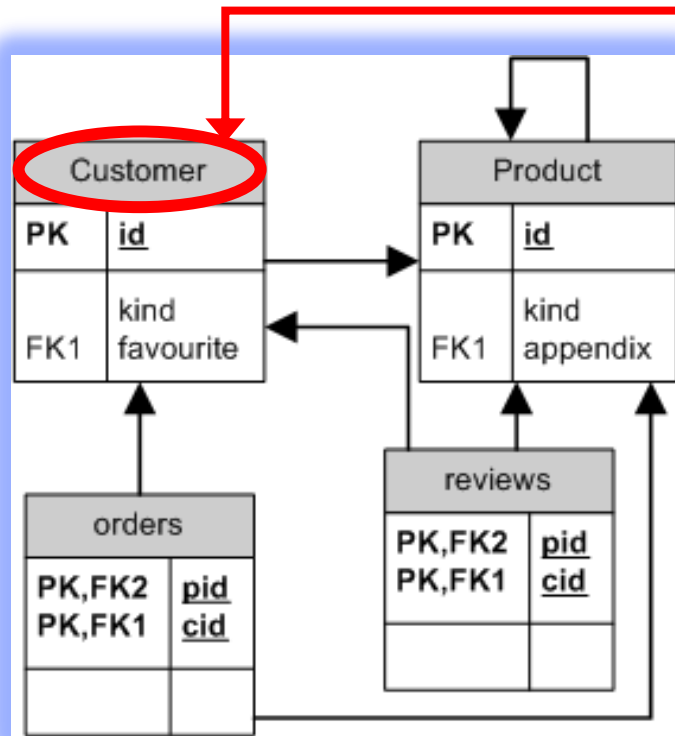 Customer
PK id
kind
FK1 favourite
Product
PK id
kind
FK1 appendix
orders
PK,FK2 pid
PK,FK1 cid
reviews
PK,FK2 pid
PK,FK1 cid